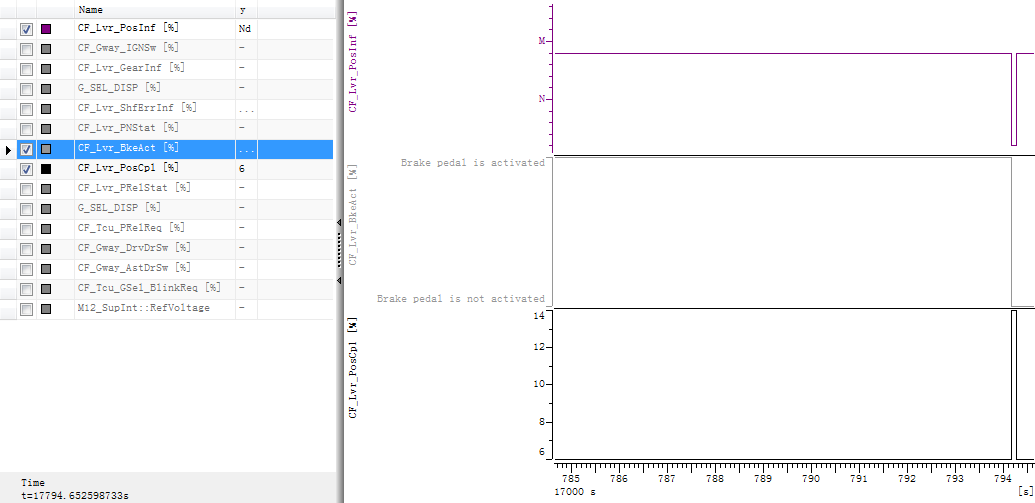 Name y
CF_Lvr_PosInf [%] Nd
CF_Gway_IGNSw [%] -
CF_Lvr_GearInf [%] -
G_SEL_DISP [%] -
CF_Lvr_ShfErrInf [%] ...
CF_Lvr_PNStat [%] -
CF_Lvr_BkeAct [%] ...
CF_Lvr_PosCpl [%] 6
CF_Lvr_PRelStat [%] -
G_SEL_DISP [%] -
CF_Tcu_PRelReq [%] -
CF_Gway_DrvDrSw [%] -
CF_Gway_AstDrSw [%] -
CF_Tcu_GSel_BlinkReq [%] -
M12_SupInt::RefVoltage -
Time
t=17794.652598733s
CF_Lvr_PosInf [%]
M
N
CF_Lvr_BkeAct [%]
Brake pedal is activated
Brake pedal is not activated
CF_Lvr_PosCpl [%]
14
12
10
8
6
785 786 787 788 789 790 791 792 793 794
17000 s [s]